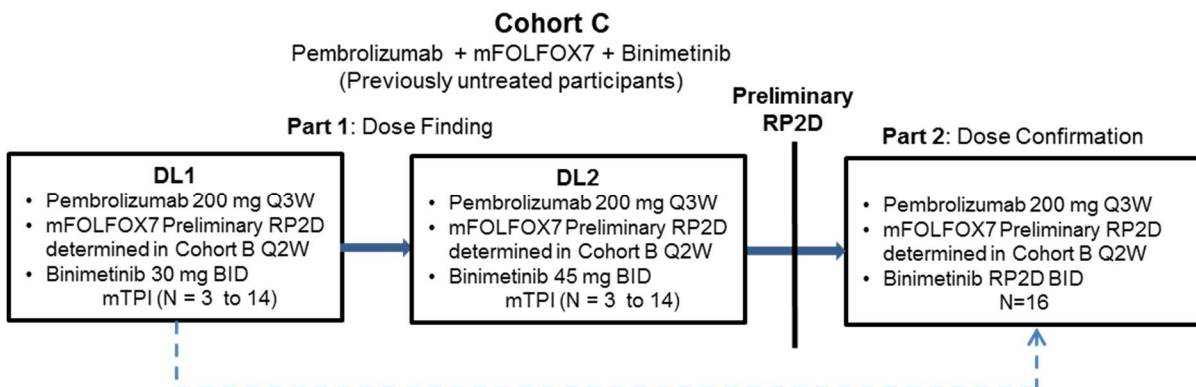 Cohort C
Pembrolizumab + mFOLFOX7 + Binimetinib
(Previously untreated participants)
Part 1: Dose Finding
Preliminary
RP2D
Part 2: Dose Confirmation
DL1
• Pembrolizumab 200 mg Q3W
• mFOLFOX7 Preliminary RP2D
determined in Cohort B Q2W
• Binimetinib 30 mg BID
mTPI (N = 3 to 14)
DL2
• Pembrolizumab 200 mg Q3W
• mFOLFOX7 Preliminary RP2D
determined in Cohort B Q2W
• Binimetinib 45 mg BID
mTPI (N = 3 to 14)
• Pembrolizumab 200 mg Q3W
• mFOLFOX7 Preliminary RP2D
determined in Cohort B Q2W
• Binimetinib RP2D BID
N=16